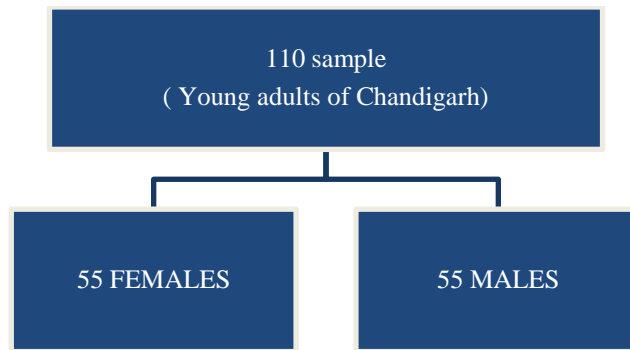 110 sample
( Young adults of Chandigarh)
55 FEMALES
55 MALES